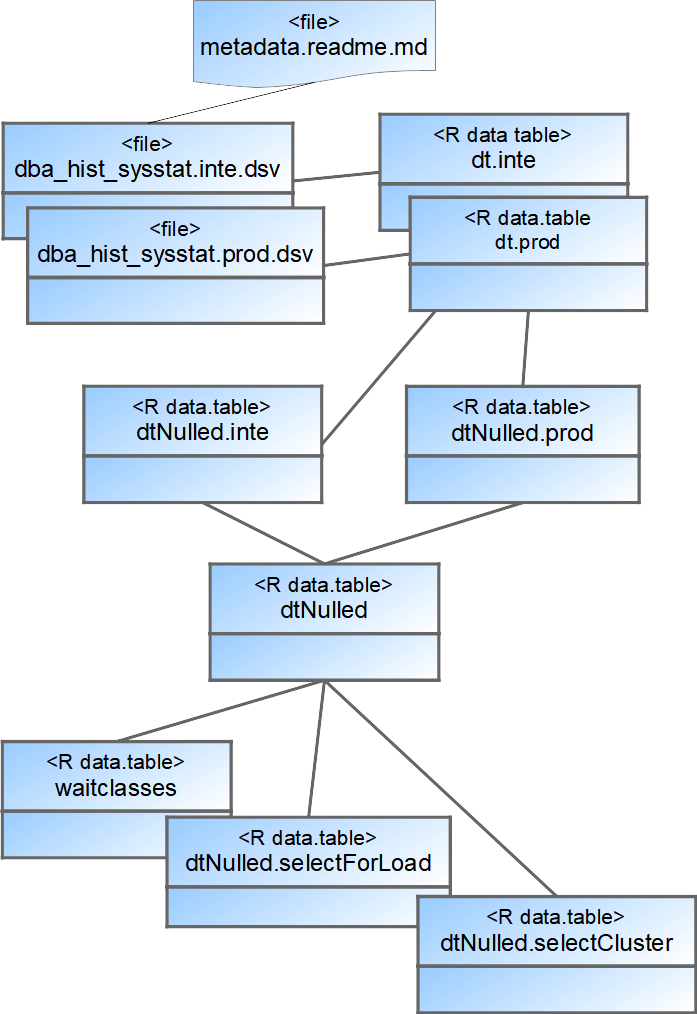 <file>
metadata.readme.md
<file>
dba_hist_sysstat.inte.dsv
<R data table>
dt.inte
<file>
dba_hist_sysstat.prod.dsv
<R data.table
dt.prod
<R data.table>
dtNulled.inte
<R data.table>
dtNulled.prod
<R data.table>
dtNulled
<R data.table>
waitclasses
<R data.table>
dtNulled.selectForLoad
<R data.table>
dtNulled.selectCluster